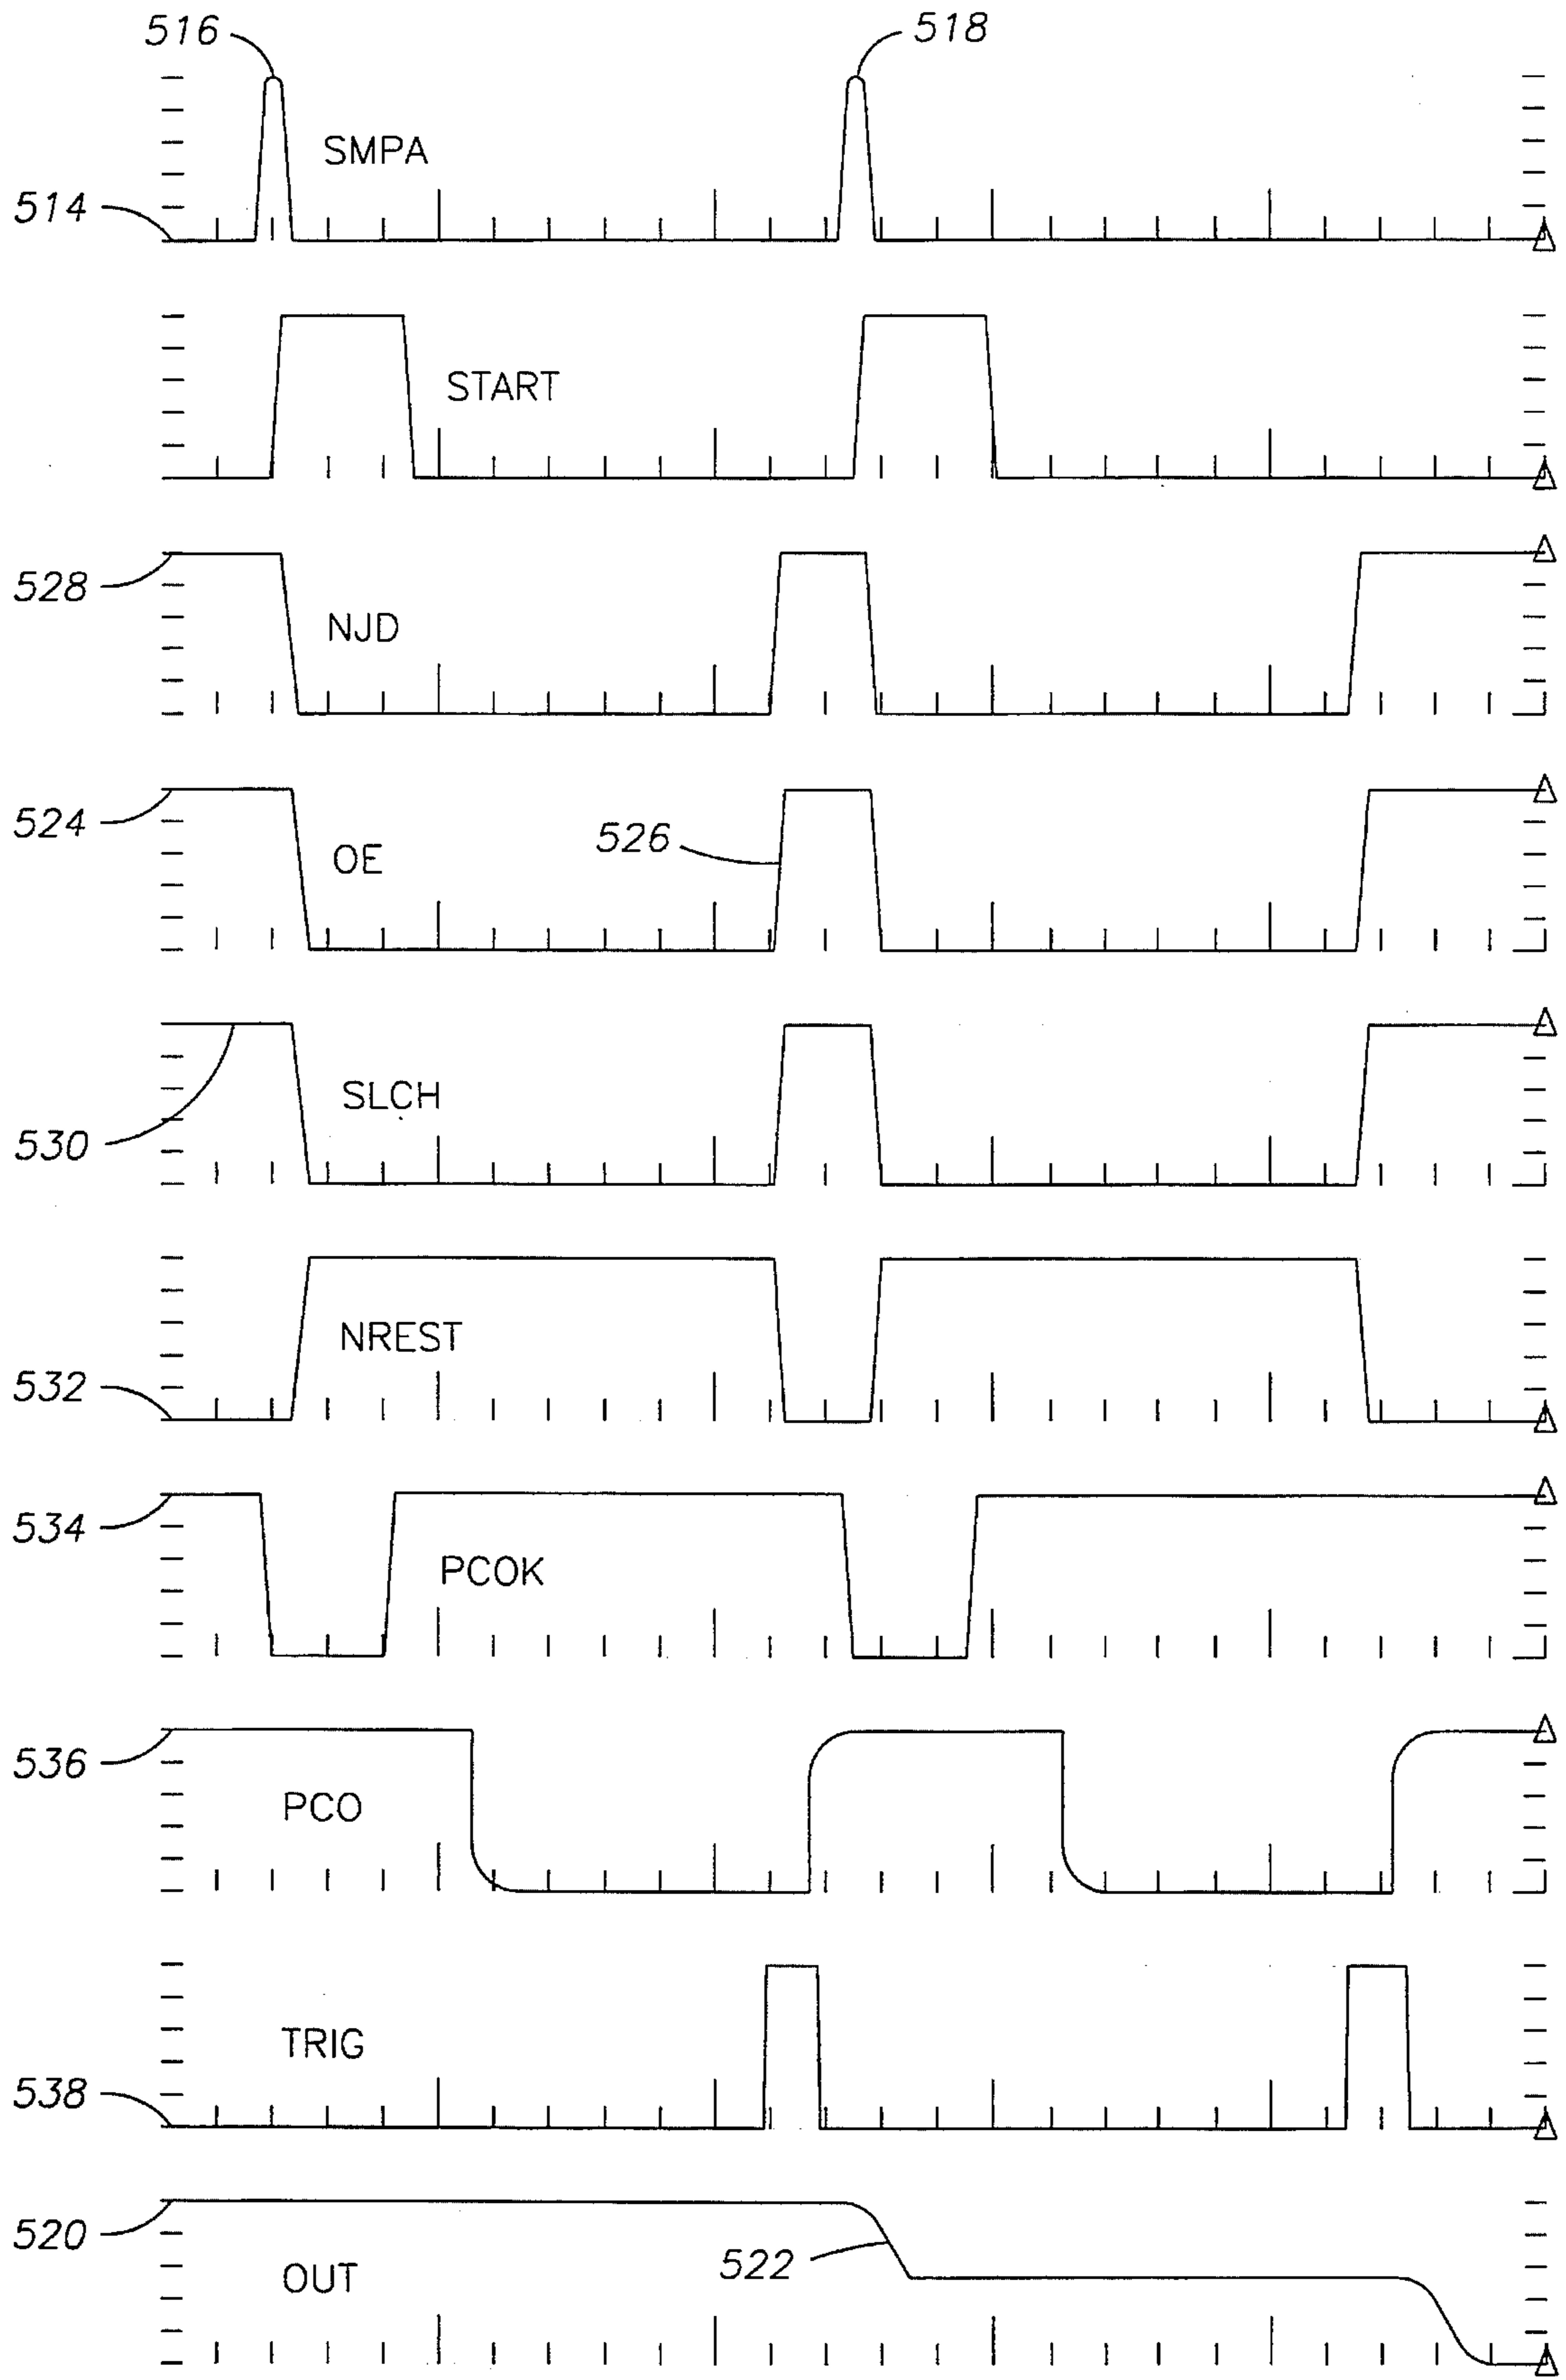 516
518
SMPA
514
START
528
NJD
524
526
OE
SLCH
530
NREST
532
534
PCOK
536
PCO
TRIG
538
520
522
OUT